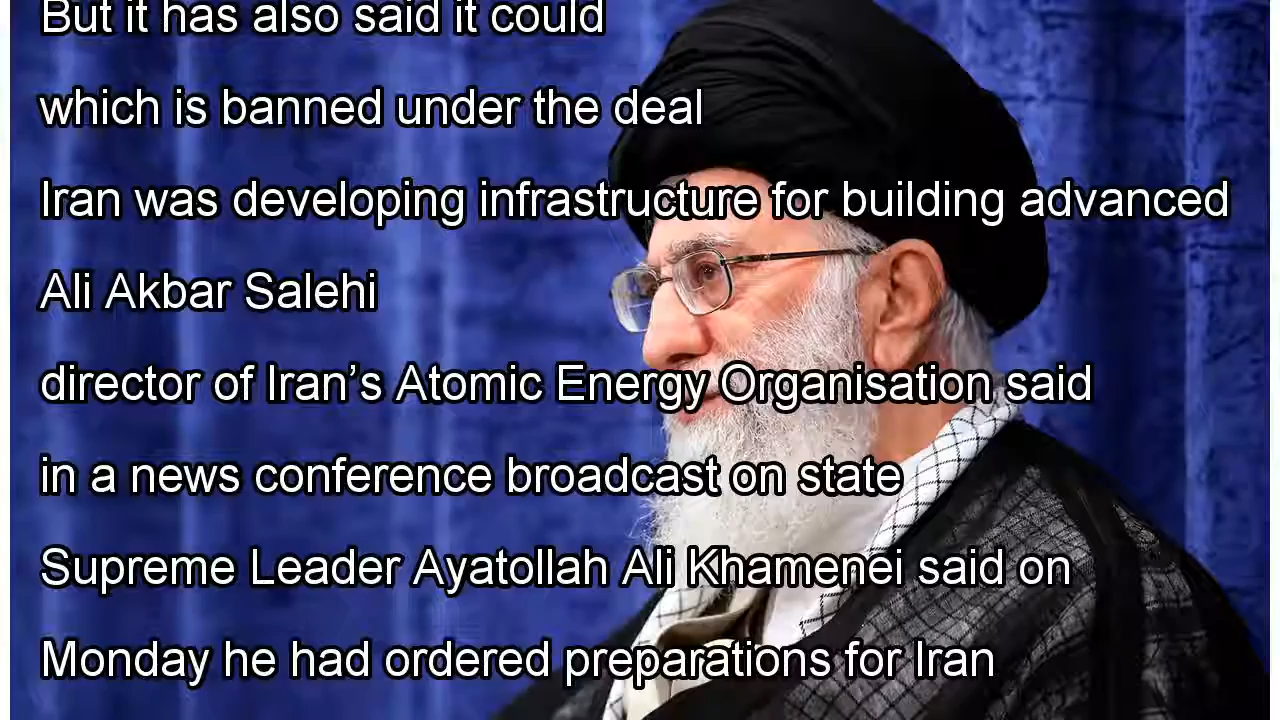 But it has also said it could
which is banned under the deal
Iran was developing infrastructure for building advanced
Ali Akbar Salehi
director of Iran’s Atomic Energy Organisation said
in a news conference broadcast on state
Supreme Leader Ayatollah Ali Khamenei said on
Monday he had ordered preparations for Iran